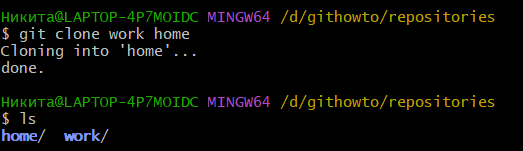 Никита@LAPTOP-4P7MOIDC MINGW64 /d/githowto/repositories
$ git clone work home
Cloning into 'home'...
done.
Никита@LAPTOP-4P7MOIDC MINGW64 /d/githowto/repositories
$ ls
home/  work/